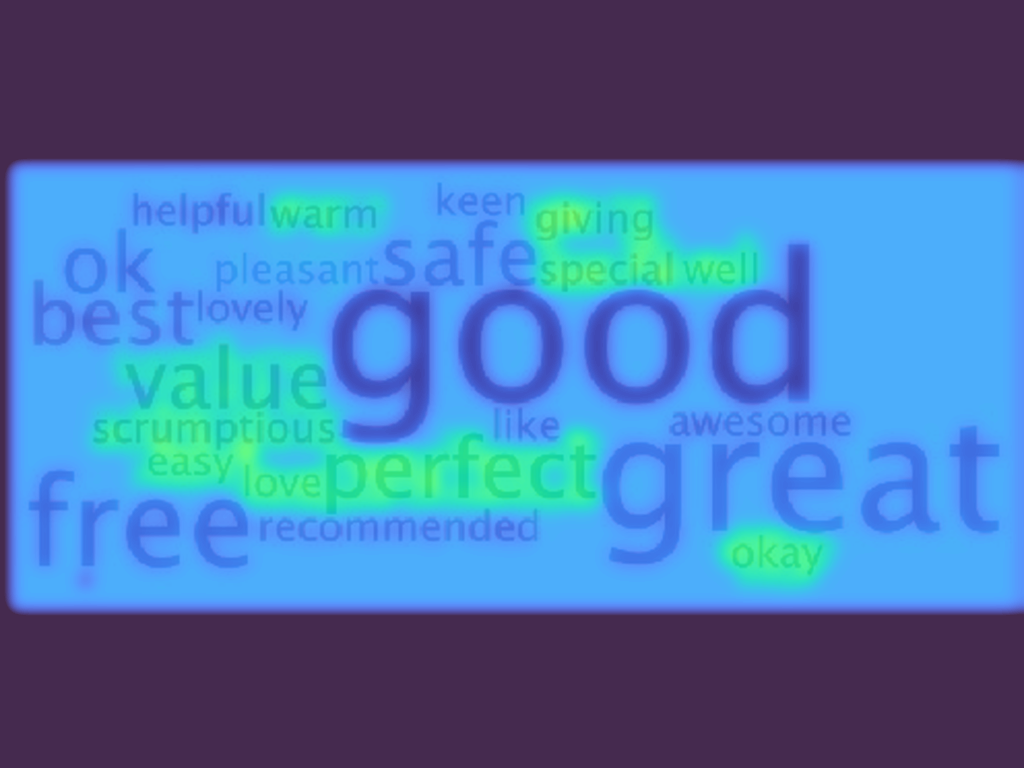 helpful warm keen giving
ok pleasant safe special well
best lovely good
value
scrumptious like awesome
easy love perfect great
free recommended
okay